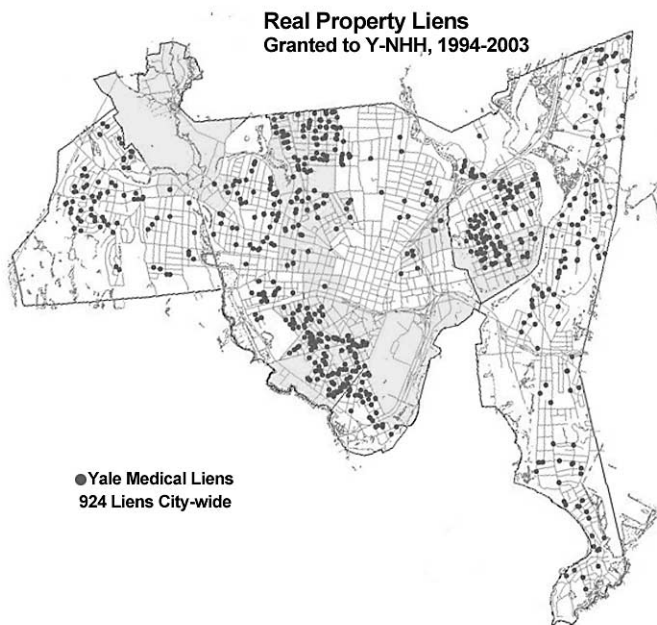 Real Property Liens
Granted to Y-NHH, 1994-2003
Yale Medical Liens
924 Liens City-wide